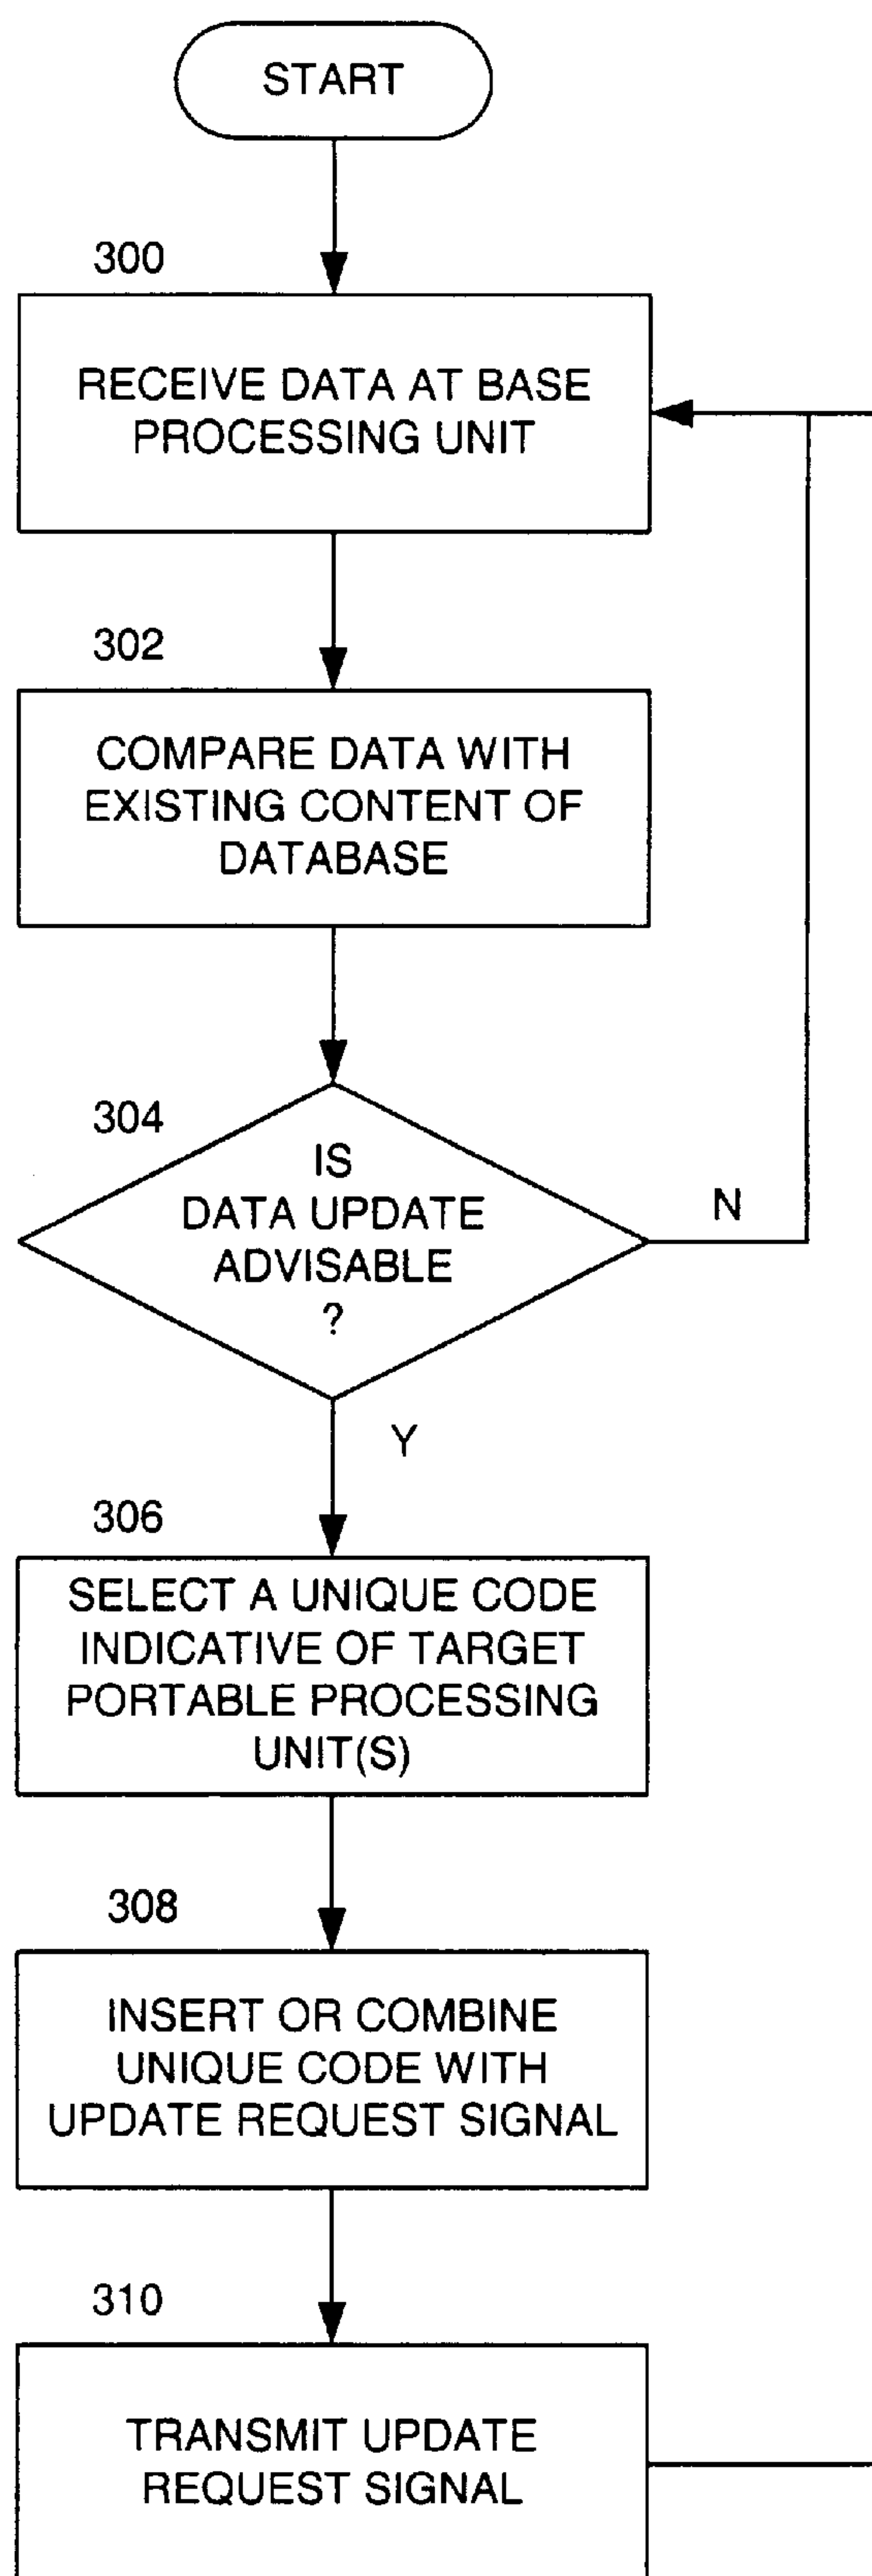 START
300
RECEIVE DATA AT BASE
PROCESSING UNIT
302
COMPARE DATA WITH
EXISTING CONTENT OF
DATABASE
304
IS
DATA UPDATE
ADVISABLE
?
N
Y
306
SELECT A UNIQUE CODE
INDICATIVE OF TARGET
PORTABLE PROCESSING
UNIT(S)
308
INSERT OR COMBINE
UNIQUE CODE WITH
UPDATE REQUEST SIGNAL
310
TRANSMIT UPDATE
REQUEST SIGNAL